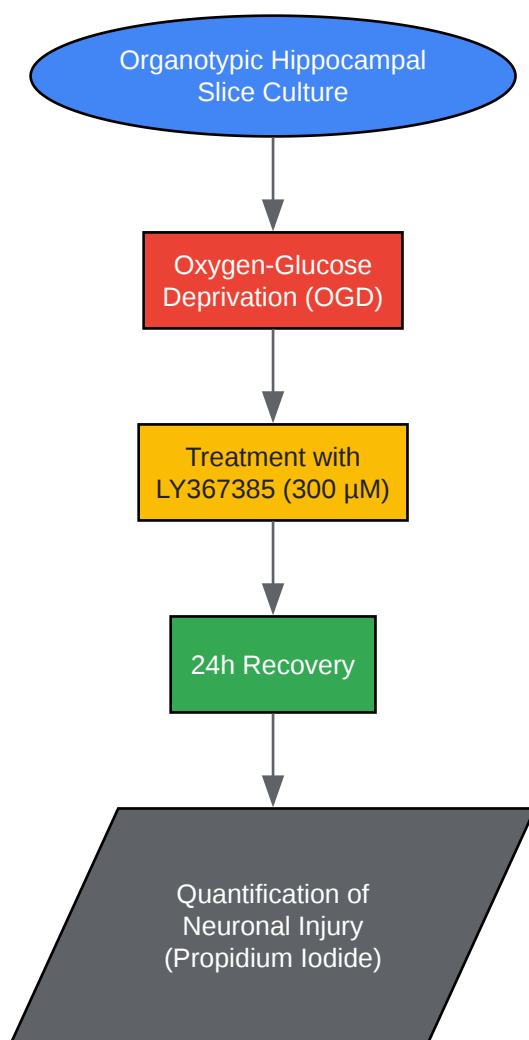 Organotypic Hippocampal
Slice Culture
Oxygen-Glucose
Deprivation (OGD)
Treatment with
LY367385 (300 µM)
24h Recovery
Quantification of
Neuronal Injury
(Propidium Iodide)